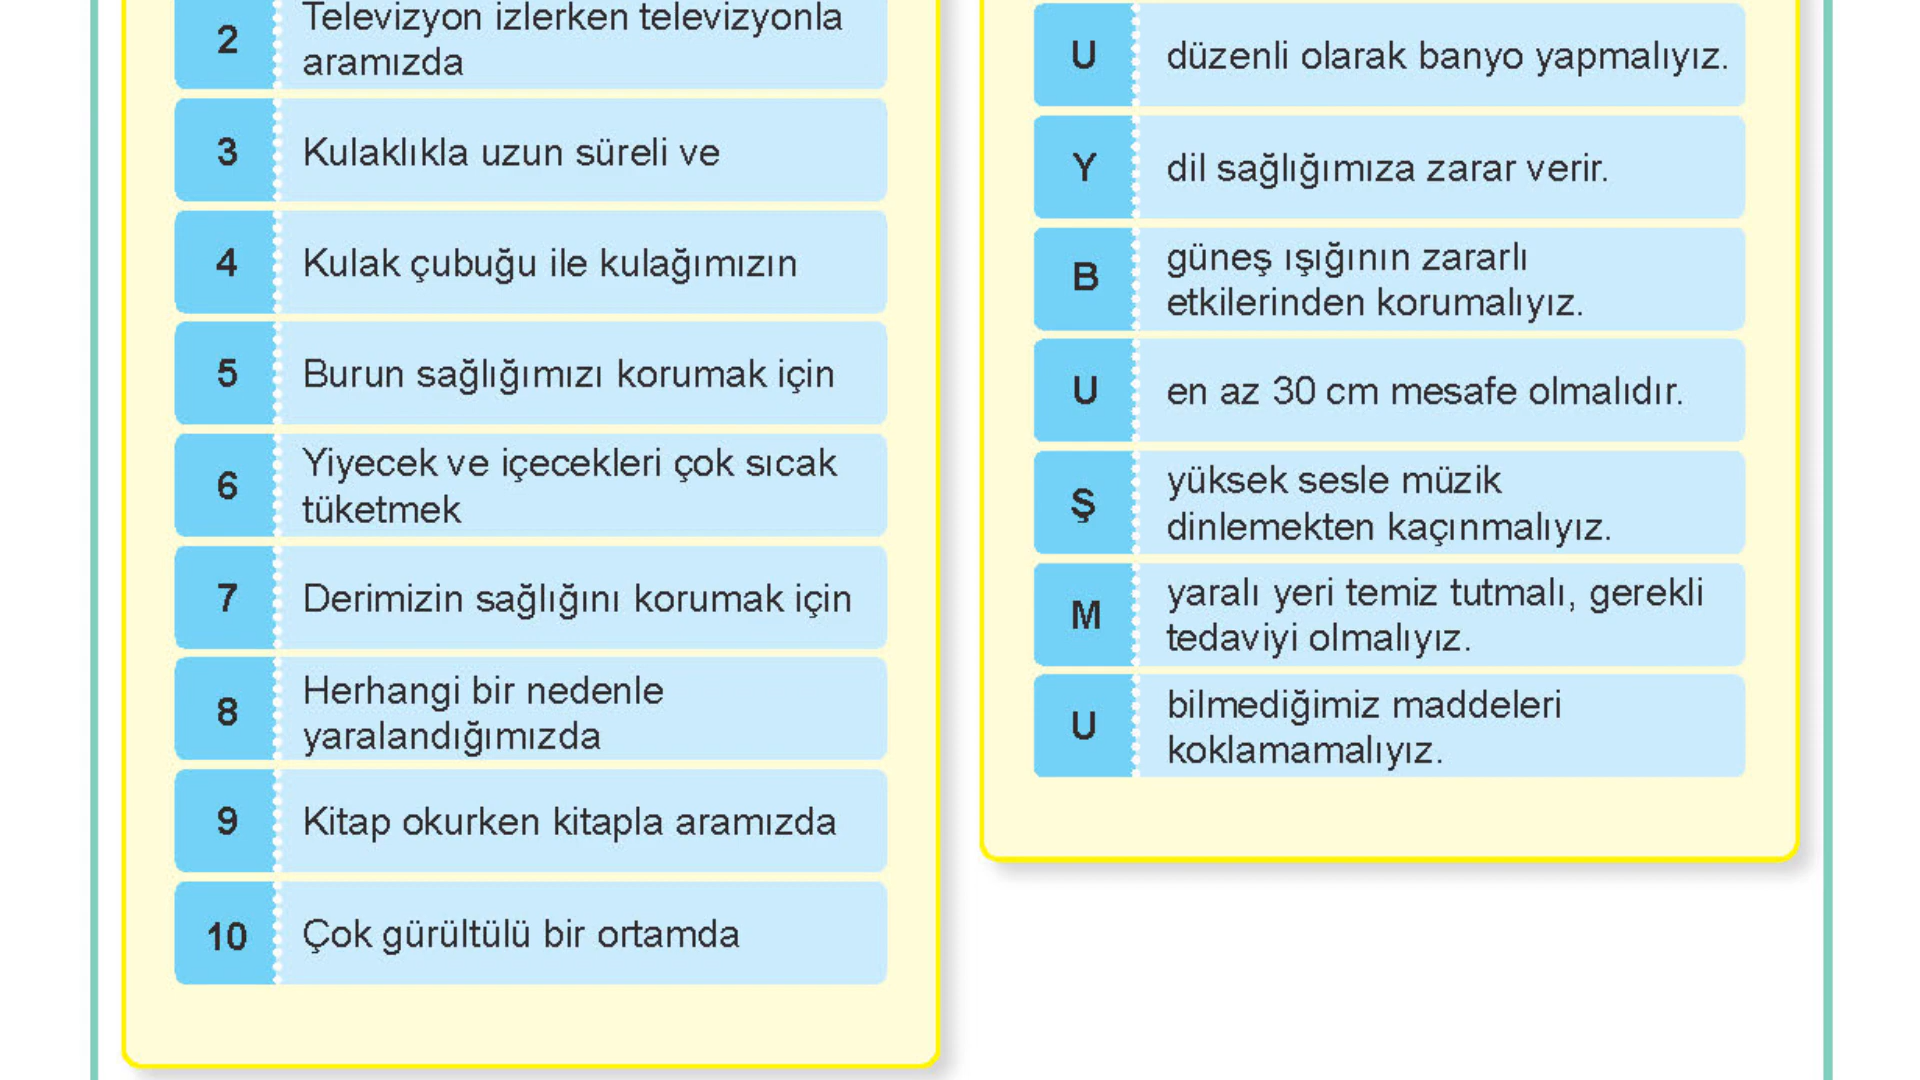 2
Televizyon izlerken televizyonla
aramızda
3
Kulaklıkla uzun süreli ve
4
Kulak çubuğu ile kulağımızın
5
Burun sağlığımızı korumak için
6
Yiyecek ve içecekleri çok sıcak
tüketmek
7
Derimizin sağlığını korumak için
8
Herhangi bir nedenle
yaralandığımızda
9
Kitap okurken kitapla aramızda
10
Çok gürültülü bir ortamda
U
düzenli olarak banyo yapmalıyız.
Y
dil sağlığımıza zarar verir.
B
güneş ışığının zararlı
etkilerinden korumalıyız.
U
en az 30 cm mesafe olmalıdır.
Ş
yüksek sesle müzik
dinlemekten kaçınmalıyız.
M
yaralı yeri temiz tutmalı, gerekli
tedaviyi olmalıyız.
U
bilmediğimiz maddeleri
koklamamalıyız.